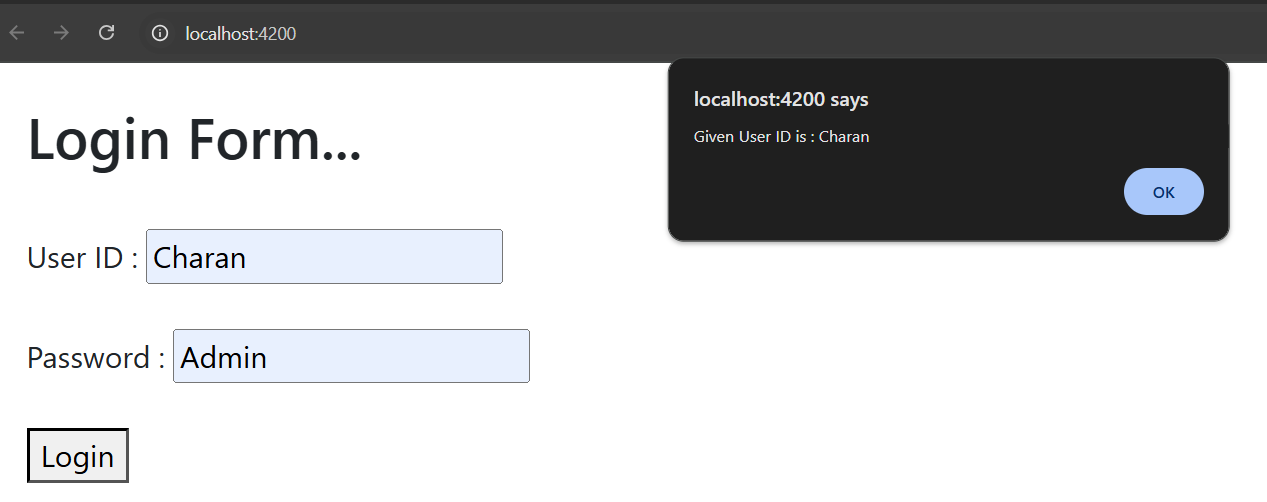 localhost:4200
localhost:4200 says
Given User ID is : Charan
OK
Login Form...
User ID : Charan
Password : Admin
Login